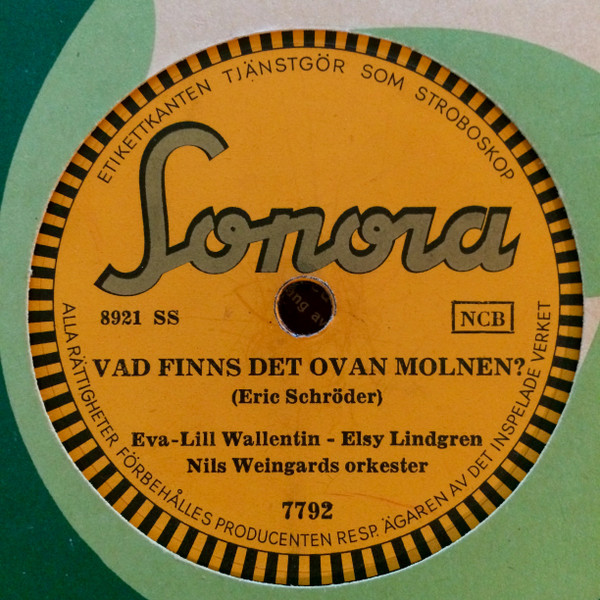 ETIKETTKANTEN TJÄNSTGÖR SOM STROBOSKOP
Sonora
8921 SS
NCB
VAD FINNS DET OVAN MOLNEN?
(Eric Schröder)
Eva-Lill Wallentin - Elsy Lindgren
Nils Weingards orkester
7792
ALLA RÄTTIGHETER FÖRBEHÅLLES PRODUCENTEN RESP. ÄGAREN AV DET INSPELADE VERKET